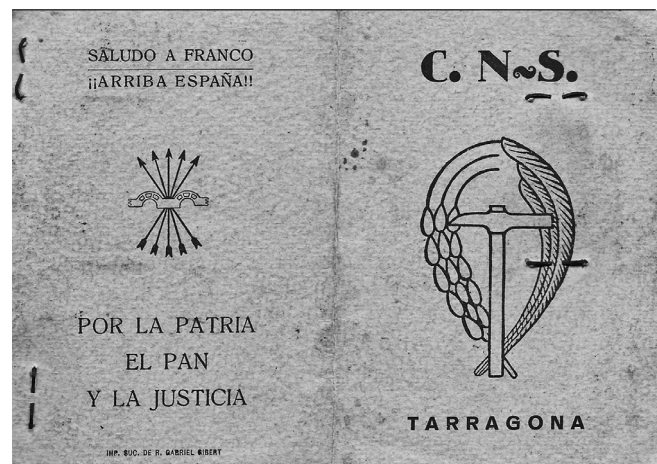 SALUDO A FRANCO
¡¡ARRIBA ESPAÑA!!
POR LA PATRIA
EL PAN
Y LA JUSTICIA
IMP. SUC. DE R. GABRIEL GIBERT
C. N~S.
TARRAGONA